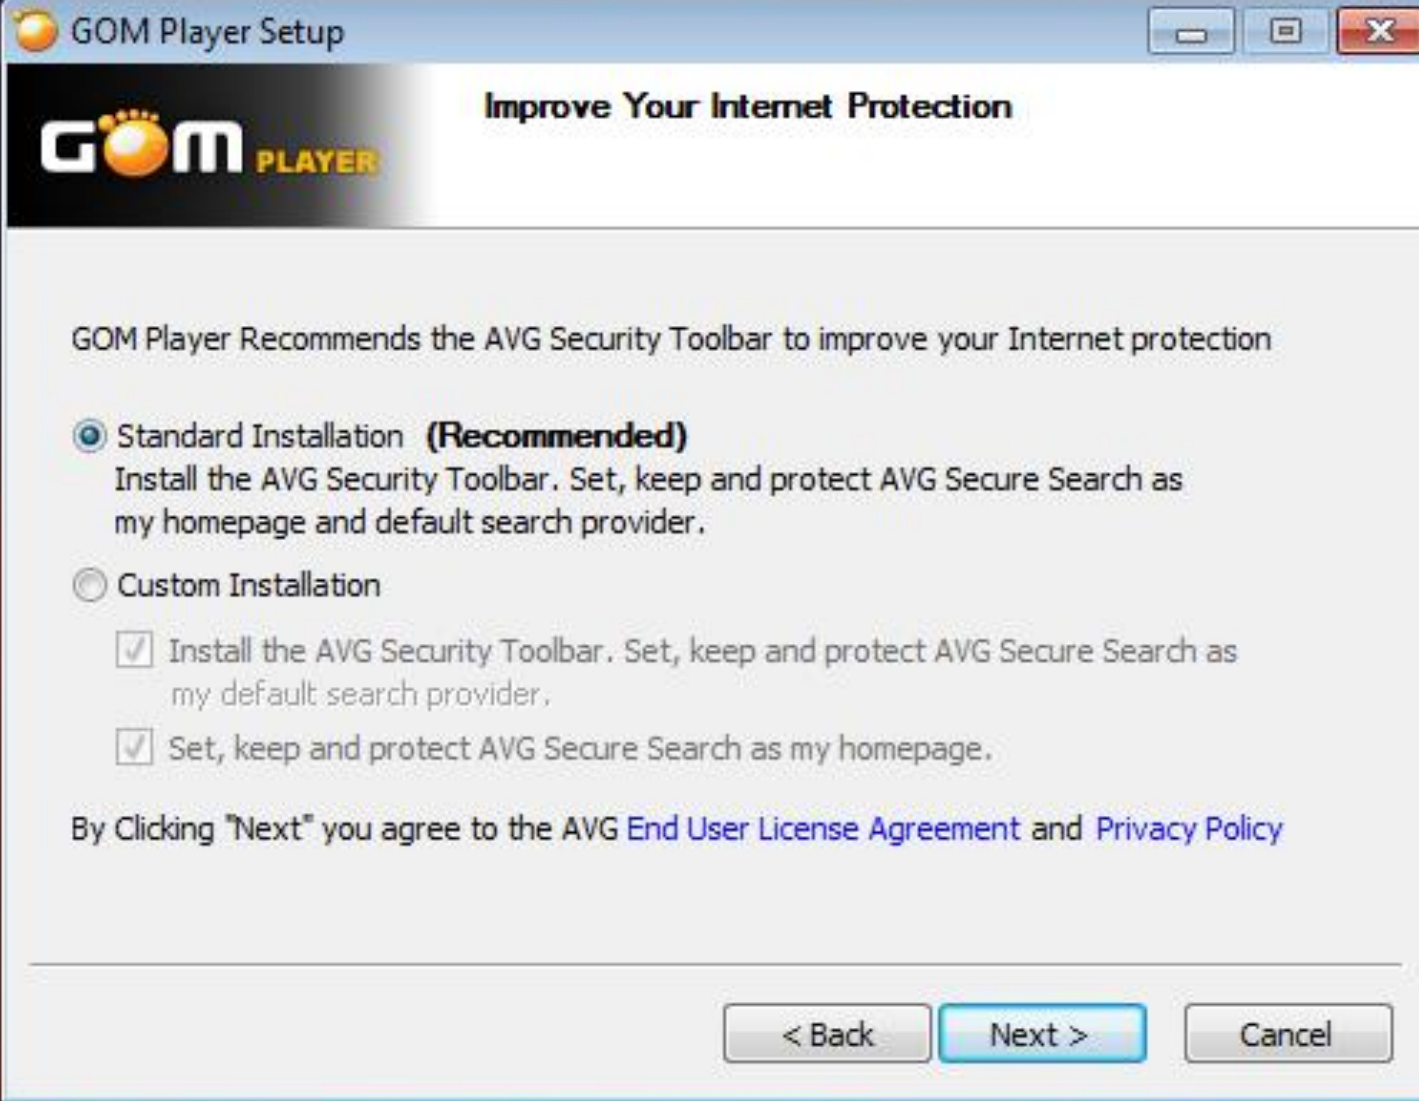 GOM Player Setup
GOM PLAYER
Improve Your Internet Protection
GOM Player Recommends the AVG Security Toolbar to improve your Internet protection
Standard Installation (Recommended)
Install the AVG Security Toolbar. Set, keep and protect AVG Secure Search as
my homepage and default search provider.
Custom Installation
Install the AVG Security Toolbar. Set, keep and protect AVG Secure Search as
my default search provider.
Set, keep and protect AVG Secure Search as my homepage.
By Clicking "Next" you agree to the AVG End User License Agreement and Privacy Policy
< Back Next > Cancel